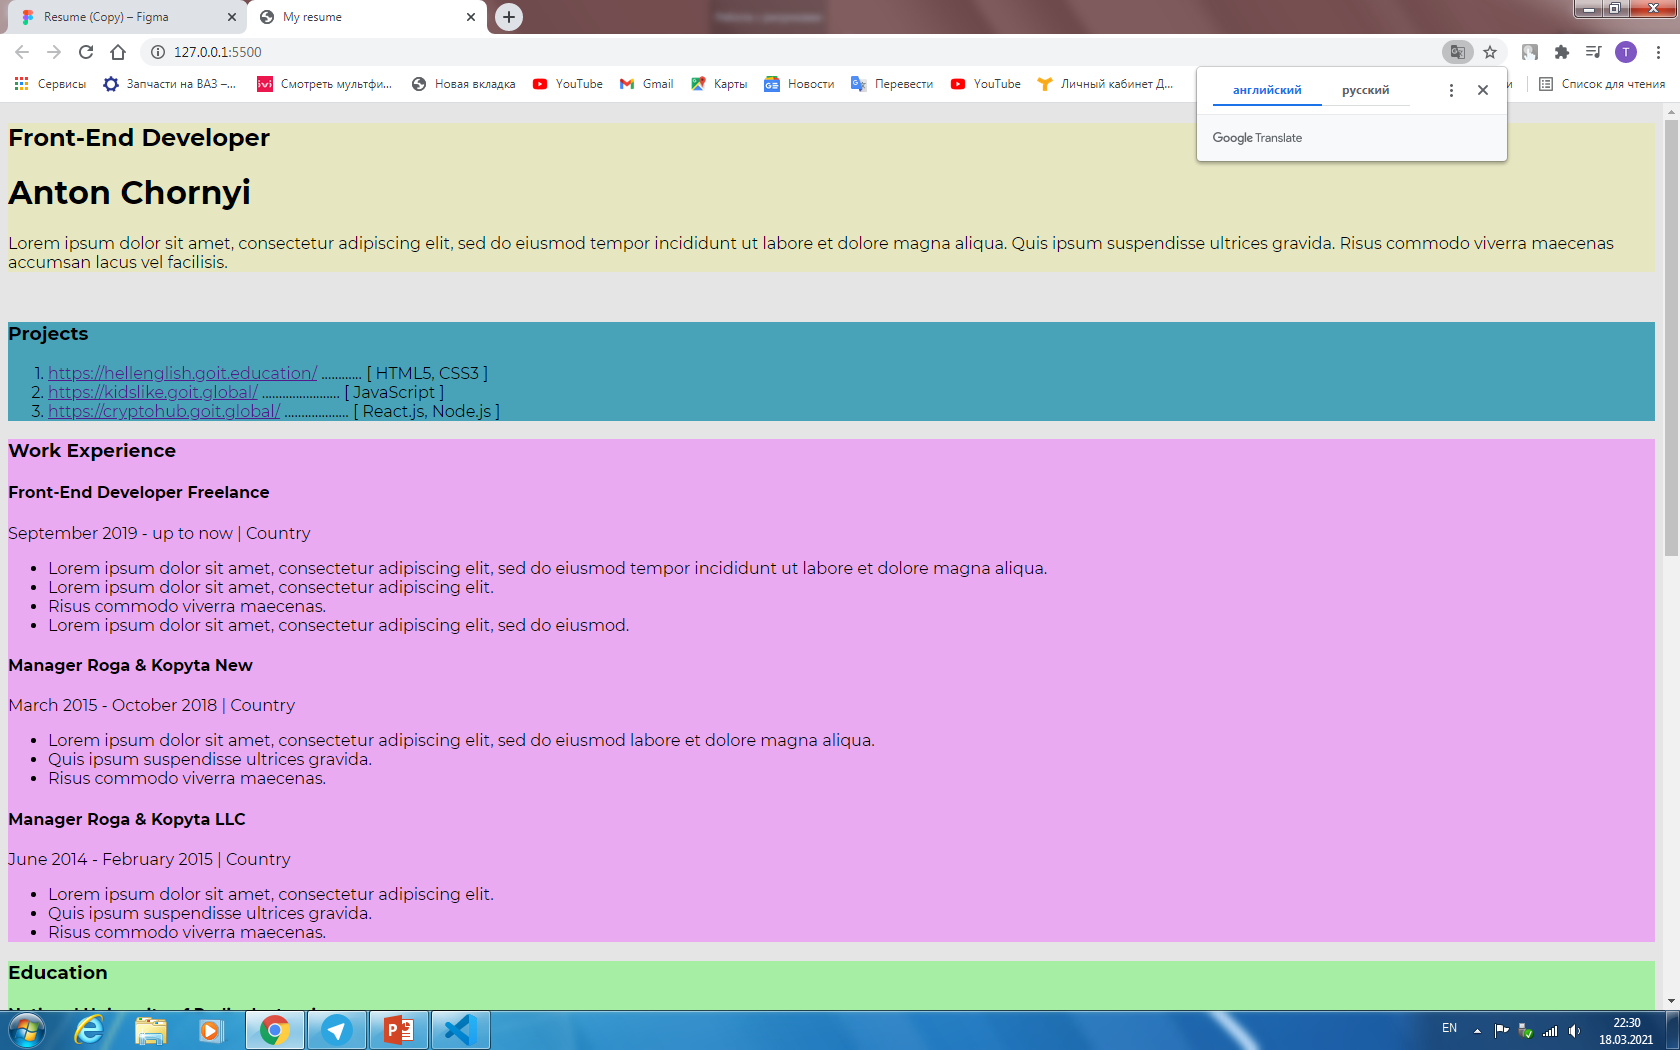 Resume (Copy) – Figma
My resume
127.0.0.1:5500
Сервисы
Запчасти на ВАЗ –...
ivi
Смотреть мультфи...
Новая вкладка
YouTube
Gmail
Карты
Новости
Перевести
YouTube
Личный кабинет Д...
Список для чтения
T
английский
русский
Google Translate
Front-End Developer
Anton Chornyi
Lorem ipsum dolor sit amet, consectetur adipiscing elit, sed do eiusmod tempor incididunt ut labore et dolore magna aliqua. Quis ipsum suspendisse ultrices gravida. Risus commodo viverra maecenas
accumsan lacus vel facilisis.
Projects
1. https://hellenglish.goit.education/ ............ [ HTML5, CSS3 ]
2. https://kidslike.goit.global/ ........................ [ JavaScript ]
3. https://cryptohub.goit.global/ .................... [ React.js, Node.js ]
Work Experience
Front-End Developer Freelance
September 2019 - up to now | Country
• Lorem ipsum dolor sit amet, consectetur adipiscing elit, sed do eiusmod tempor incididunt ut labore et dolore magna aliqua.
• Lorem ipsum dolor sit amet, consectetur adipiscing elit.
• Risus commodo viverra maecenas.
• Lorem ipsum dolor sit amet, consectetur adipiscing elit, sed do eiusmod.
Manager Roga & Kopyta New
March 2015 - October 2018 | Country
• Lorem ipsum dolor sit amet, consectetur adipiscing elit, sed do eiusmod labore et dolore magna aliqua.
• Quis ipsum suspendisse ultrices gravida.
• Risus commodo viverra maecenas.
Manager Roga & Kopyta LLC
June 2014 - February 2015 | Country
• Lorem ipsum dolor sit amet, consectetur adipiscing elit.
• Quis ipsum suspendisse ultrices gravida.
• Risus commodo viverra maecenas.
Education
EN
22:30
18.03.2021